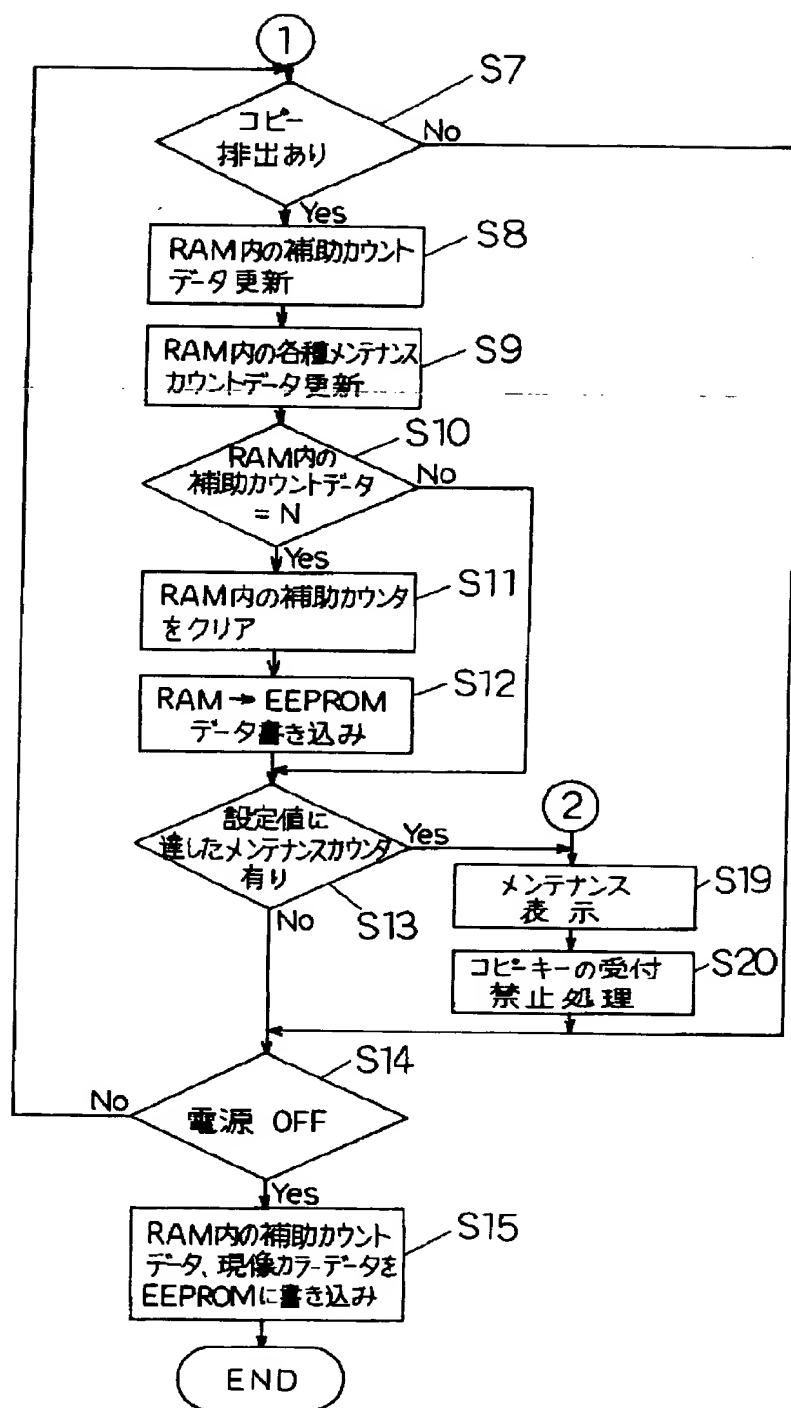 1
S7
コピー
排出あり
No
Yes
S8
RAM内の補助カウント
データ更新
S9
RAM内の各種メンテナンス
カウントデータ更新
S10
RAM内の
補助カウントデータ
= N
No
Yes
S11
RAM内の補助カウンタ
をクリア
S12
RAM→EEPROM
データ書き込み
設定値に
達したメンテナンスカウンタ
有り
Yes
No
S13
2
S19
メンテナンス
表示
S20
コピーキーの受付
禁止処理
S14
No
電源 OFF
Yes
S15
RAM内の補助カウント
データ、現像カラーデータを
EEPROMに書き込み
END